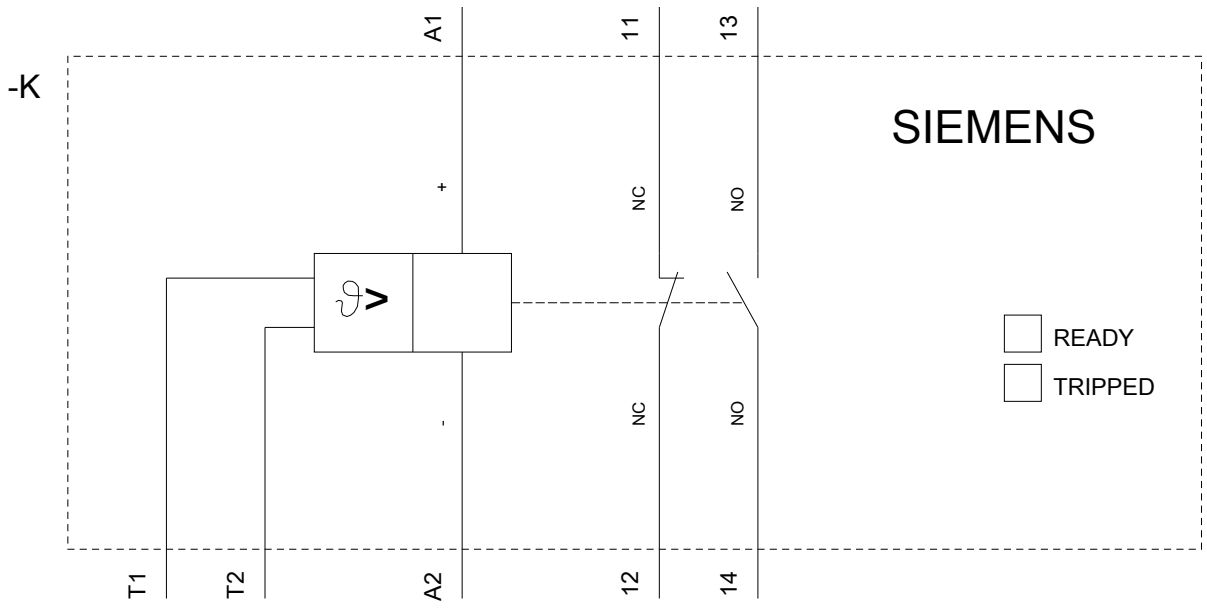 A1
11
13
-K
SIEMENS
+
NC
NO
ϑ>
READY
TRIPPED
-
NC
NO
T1
T2
A2
12
14